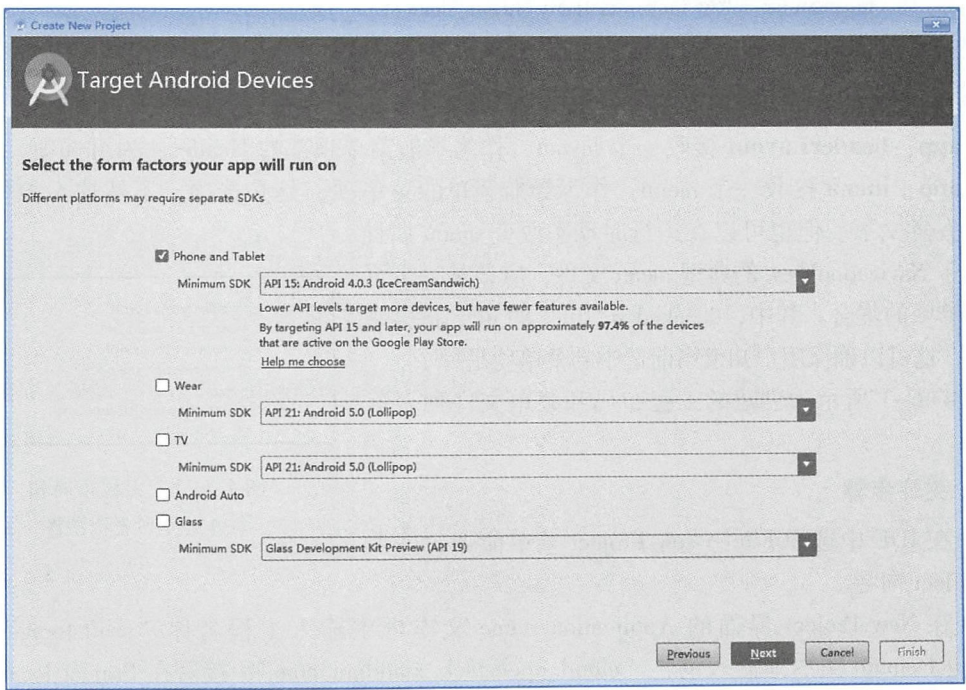 Create New Project
Target Android Devices
Select the form factors your app will run on
Different platforms may require separate SDKs
Phone and Tablet
Minimum SDK API 15: Android 4.0.3 (IceCreamSandwich)
Lower API levels target more devices, but have fewer features available.
By targeting API 15 and later, your app will run on approximately 97.4% of the devices
that are active on the Google Play Store.
Help me choose
Wear
Minimum SDK API 21: Android 5.0 (Lollipop)
TV
Minimum SDK API 21: Android 5.0 (Lollipop)
Android Auto
Glass
Minimum SDK Glass Development Kit Preview (API 19)
Previous Next Cancel Finish